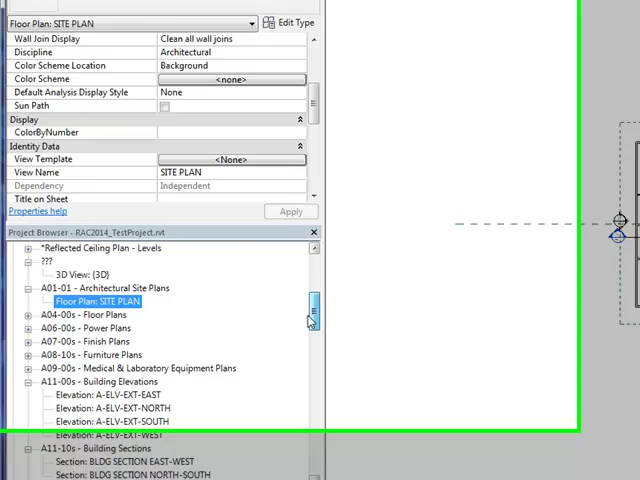 Floor Plan: SITE PLAN
Edit Type
Wall Join Display Clean all wall joins
Discipline Architectural
Color Scheme Location Background
Color Scheme <none>
Default Analysis Display Style None
Sun Path
Display
ColorByNumber
Identity Data
View Template <None>
View Name SITE PLAN
Dependency Independent
Title on Sheet
Properties help
Apply
Project Browser - RAC2014_TestProject.rvt
*Reflected Ceiling Plan - Levels
???
3D View: {3D}
A01-01 - Architectural Site Plans
Floor Plan: SITE PLAN
A04-00s - Floor Plans
A06-00s - Power Plans
A07-00s - Finish Plans
A08-10s - Furniture Plans
A09-00s - Medical & Laboratory Equipment Plans
A11-00s - Building Elevations
Elevation: A-ELV-EXT-EAST
Elevation: A-ELV-EXT-NORTH
Elevation: A-ELV-EXT-SOUTH
Elevation: A-ELV-EXT-WEST
A11-10s - Building Sections
Section: BLDG SECTION EAST-WEST
Section: BLDG SECTION NORTH-SOUTH